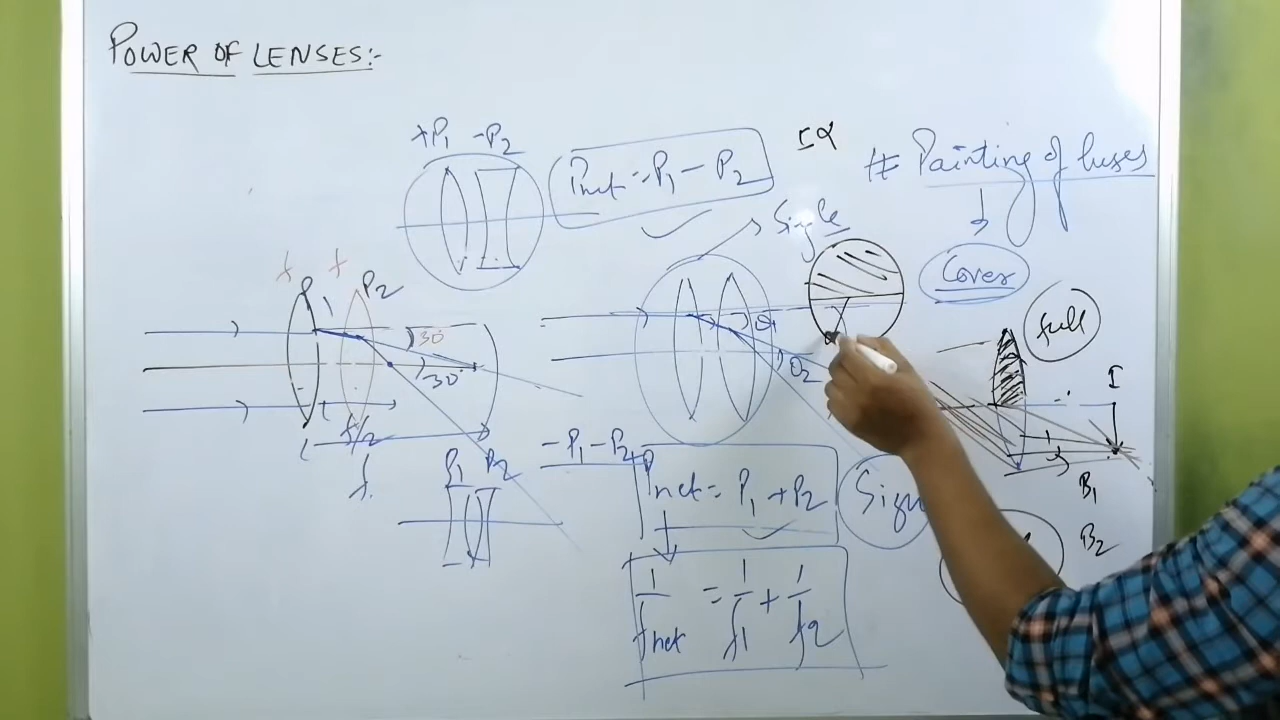 POWER OF LENSES:-
+P1 -P2
Pnet = P1 - P2
I α
# Painting of lenses
Cover
Single
P1
P2
30°
30°
f/2
f
θ1
θ2
full
I
B1
B2
P1 P2
-P1-P2
Pnet = P1 + P2
Sign
1/fnet = 1/f1 + 1/f2